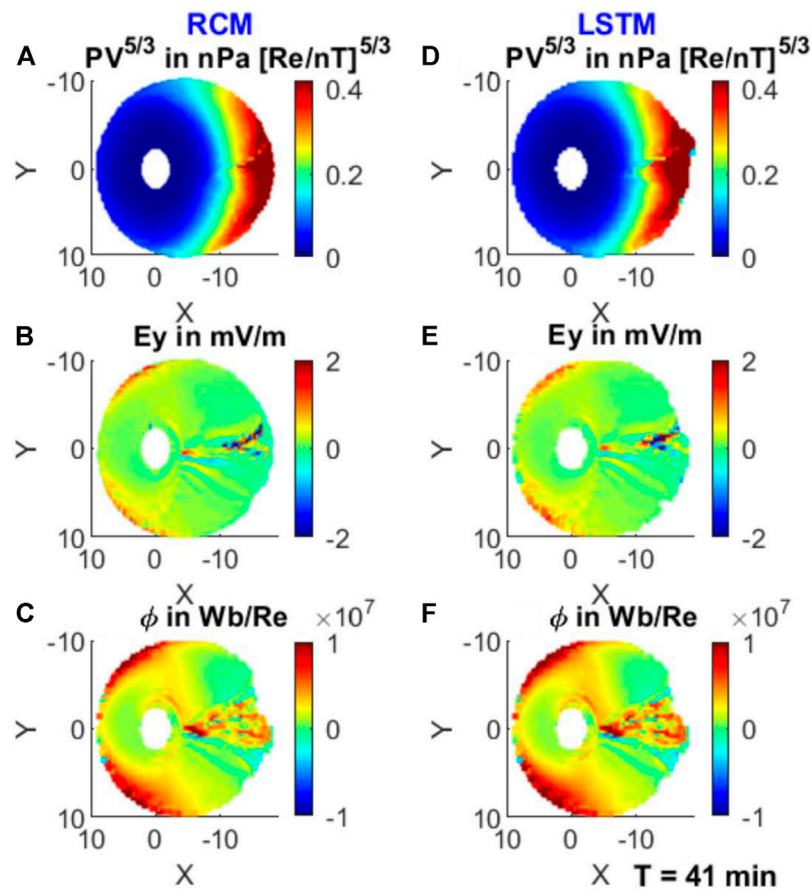 RCM
A PV^5/3 in nPa [Re/nT]^5/3
-10
0
10
Y
10 0 -10
X
0.4
0.2
0
B Ey in mV/m
-10
0
10
Y
10 0 -10
X
2
0
-2
C ϕ in Wb/Re ×10^7
-10
0
10
Y
10 0 -10
X
1
0
-1
LSTM
D PV^5/3 in nPa [Re/nT]^5/3
-10
0
10
Y
10 0 -10
X
0.4
0.2
0
E Ey in mV/m
-10
0
10
Y
10 0 -10
X
2
0
-2
F ϕ in Wb/Re ×10^7
-10
0
10
Y
10 0 -10
X
1
0
-1
T = 41 min